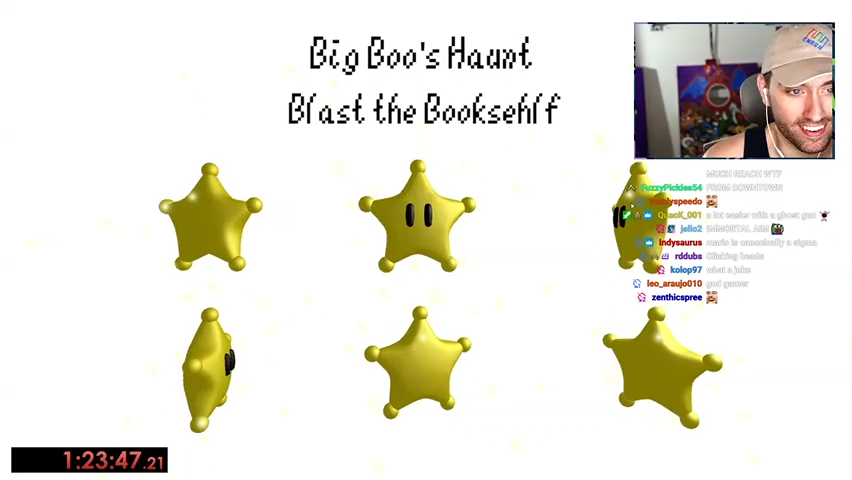 Big Boo's Haunt
Blast the Booksehlf
MUCH REACH WTF
fuzzyPickles54 FROM DOWNTOWN
a lot easier with a ghost gun
jello2 IMMORTAL AIM
Indysaurus mario is canonically a sigma
rddubs Clicking heads
kolop97 what a joke
leo_araujo010 god gamer
zenthicspree
1:23:47.21